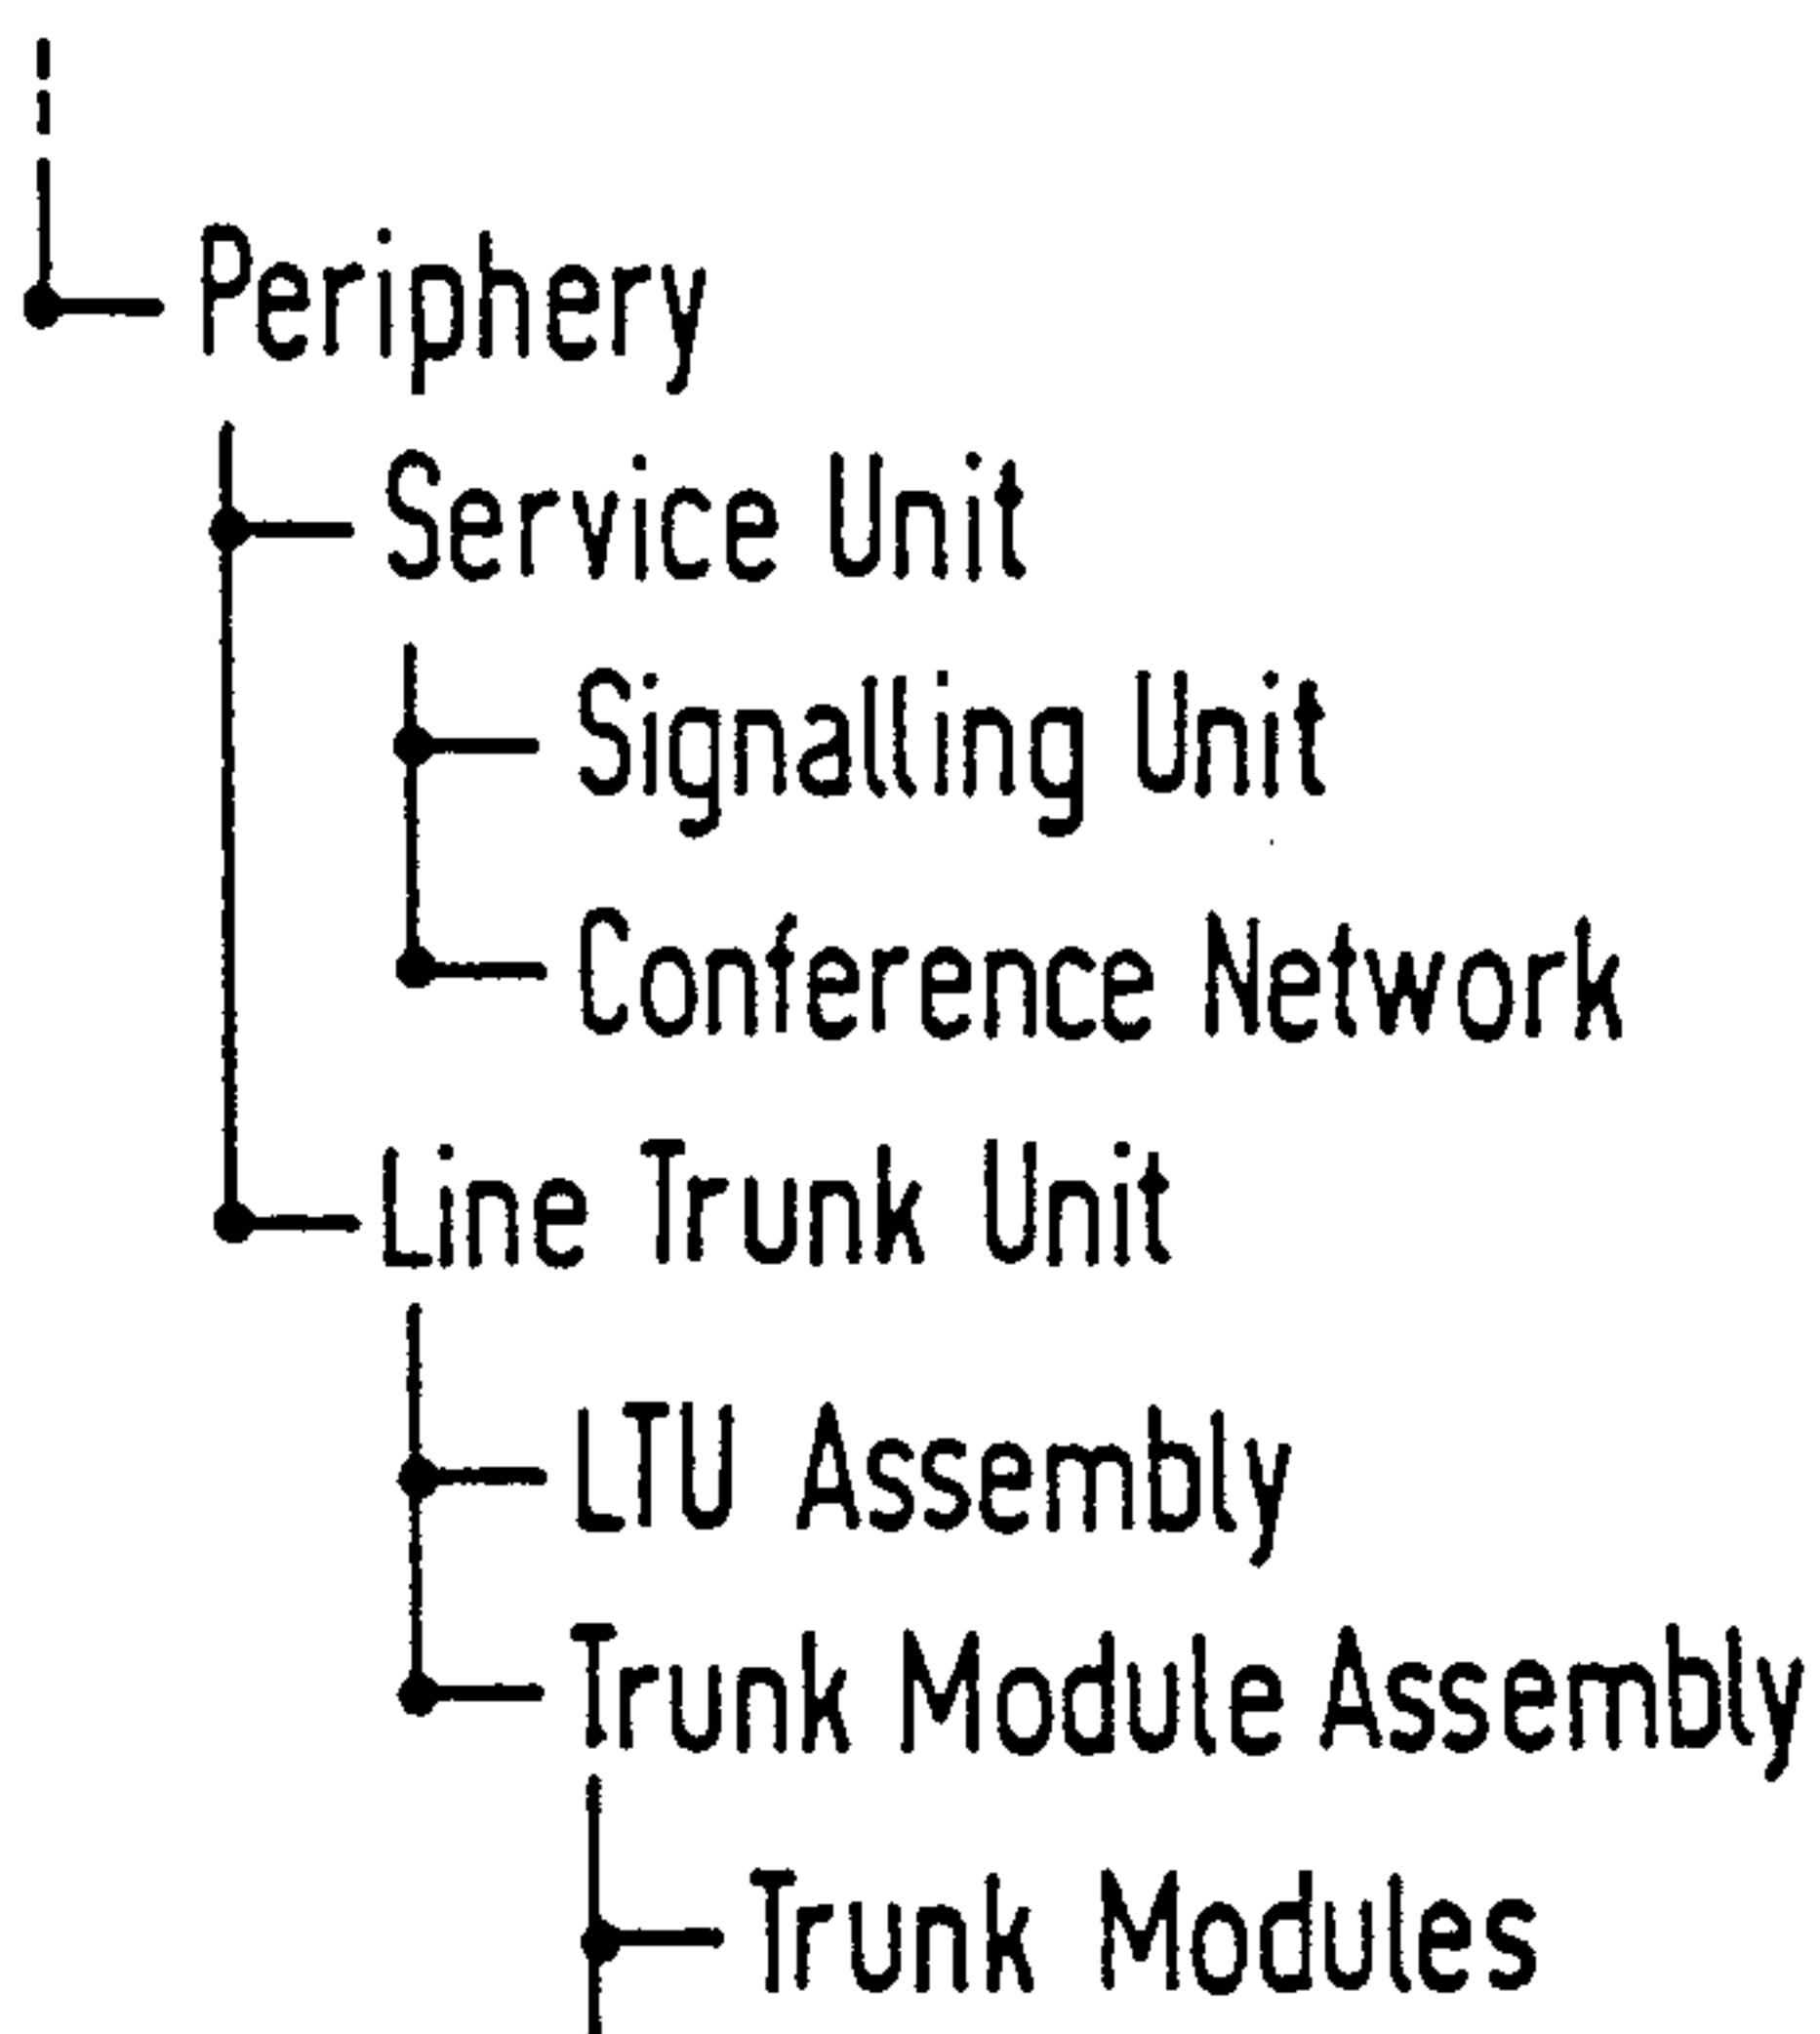 Periphery
Service Unit
Signalling Unit
Conference Network
Line Trunk Unit
LTU Assembly
Trunk Module Assembly
Trunk Modules